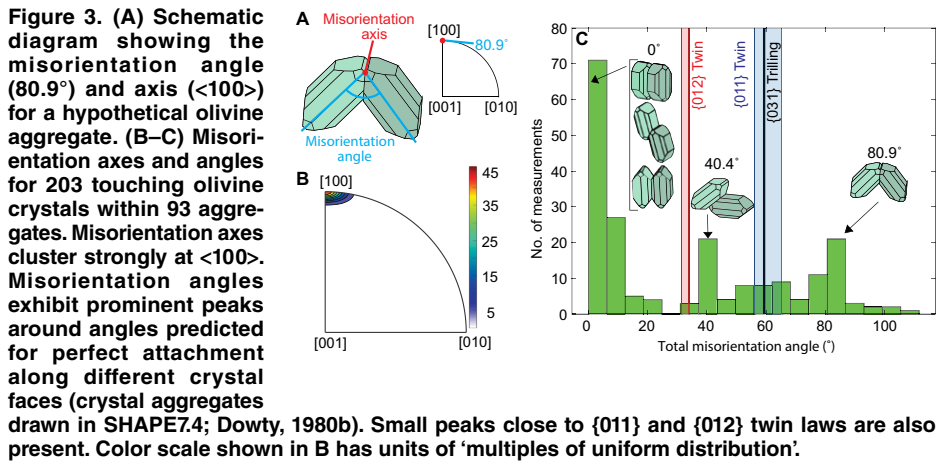 Figure 3. (A) Schematic
diagram showing the
misorientation angle
(80.9°) and axis (<100>)
for a hypothetical olivine
aggregate. (B–C) Misori-
entation axes and angles
for 203 touching olivine
crystals within 93 aggre-
gates. Misorientation axes
cluster strongly at <100>.
Misorientation angles
exhibit prominent peaks
around angles predicted
for perfect attachment
along different crystal
faces (crystal aggregates
drawn in SHAPE7.4; Dowty, 1980b). Small peaks close to {011} and {012} twin laws are also
present. Color scale shown in B has units of ‘multiples of uniform distribution’.
A
Misorientation
axis
[100]
80.9°
[001]
[010]
Misorientation
angle
B
[100]
[001]
[010]
45
35
25
15
5
C
No. of measurements
80
70
60
50
40
30
20
10
0
0°
{012} Twin
{011} Twin
{031} Trilling
40.4°
80.9°
0
20
40
60
80
100
Total misorientation angle (°)